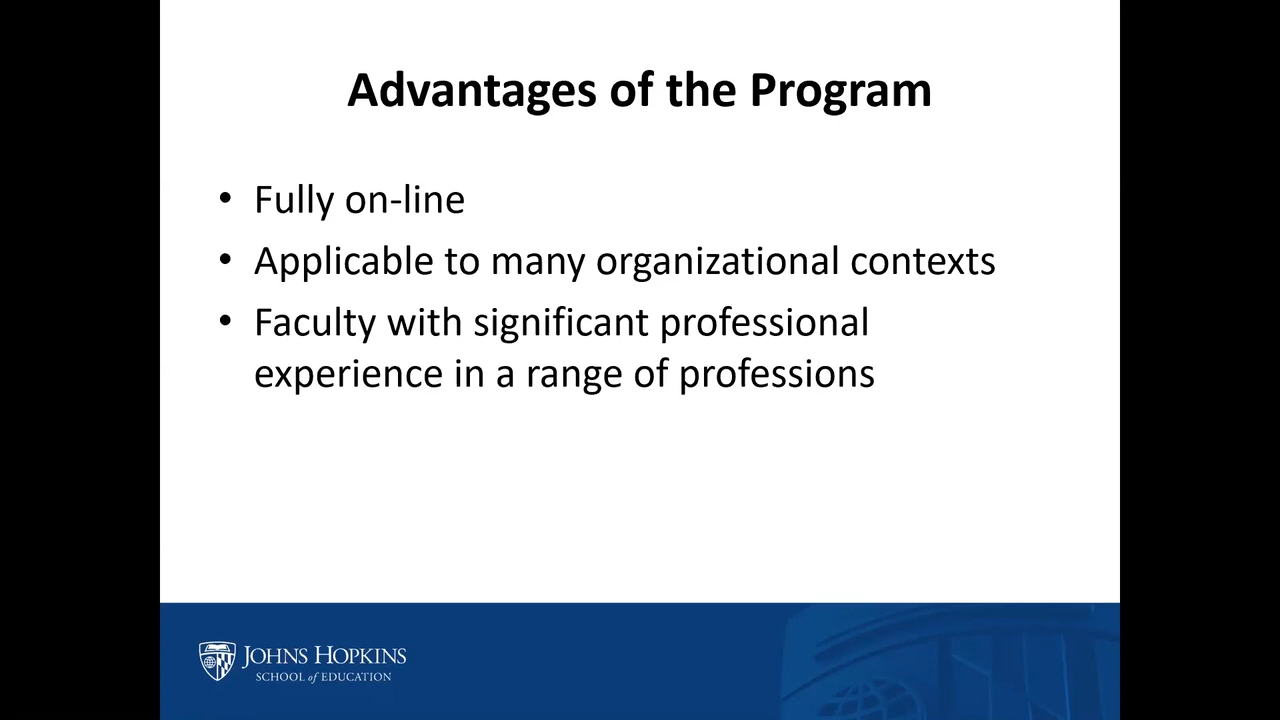 Advantages of the Program
• Fully on-line
• Applicable to many organizational contexts
• Faculty with significant professional
experience in a range of professions
JOHNS HOPKINS
SCHOOL of EDUCATION